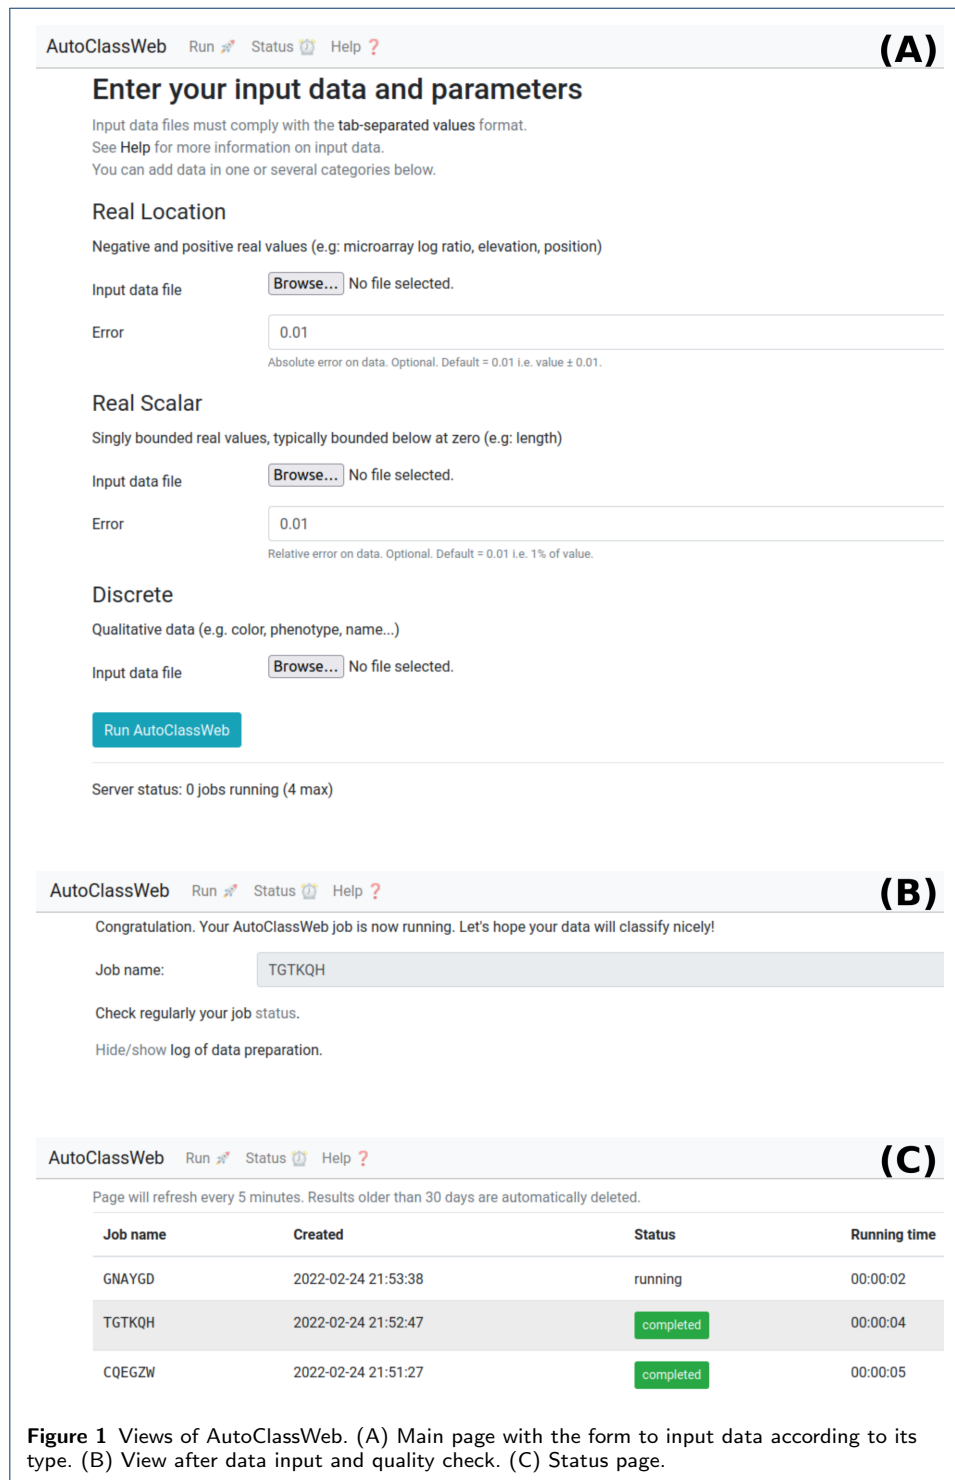 AutoClassWeb Run 🚀 Status ⏰ Help ❓ (A)
Enter your input data and parameters
Input data files must comply with the tab-separated values format.
See Help for more information on input data.
You can add data in one or several categories below.
Real Location
Negative and positive real values (e.g: microarray log ratio, elevation, position)
Input data file Browse... No file selected.
Error 0.01
Absolute error on data. Optional. Default = 0.01 i.e. value ± 0.01.
Real Scalar
Singly bounded real values, typically bounded below at zero (e.g: length)
Input data file Browse... No file selected.
Error 0.01
Relative error on data. Optional. Default = 0.01 i.e. 1% of value.
Discrete
Qualitative data (e.g. color, phenotype, name...)
Input data file Browse... No file selected.
Run AutoClassWeb
Server status: 0 jobs running (4 max)
AutoClassWeb Run 🚀 Status ⏰ Help ❓ (B)
Congratulation. Your AutoClassWeb job is now running. Let's hope your data will classify nicely!
Job name: TGTKQH
Check regularly your job status.
Hide/show log of data preparation.
AutoClassWeb Run 🚀 Status ⏰ Help ❓ (C)
Page will refresh every 5 minutes. Results older than 30 days are automatically deleted.
Job name Created Status Running time
GNAYGD 2022-02-24 21:53:38 running 00:00:02
TGTKQH 2022-02-24 21:52:47 completed 00:00:04
CQEGZW 2022-02-24 21:51:27 completed 00:00:05
Figure 1 Views of AutoClassWeb. (A) Main page with the form to input data according to its
type. (B) View after data input and quality check. (C) Status page.